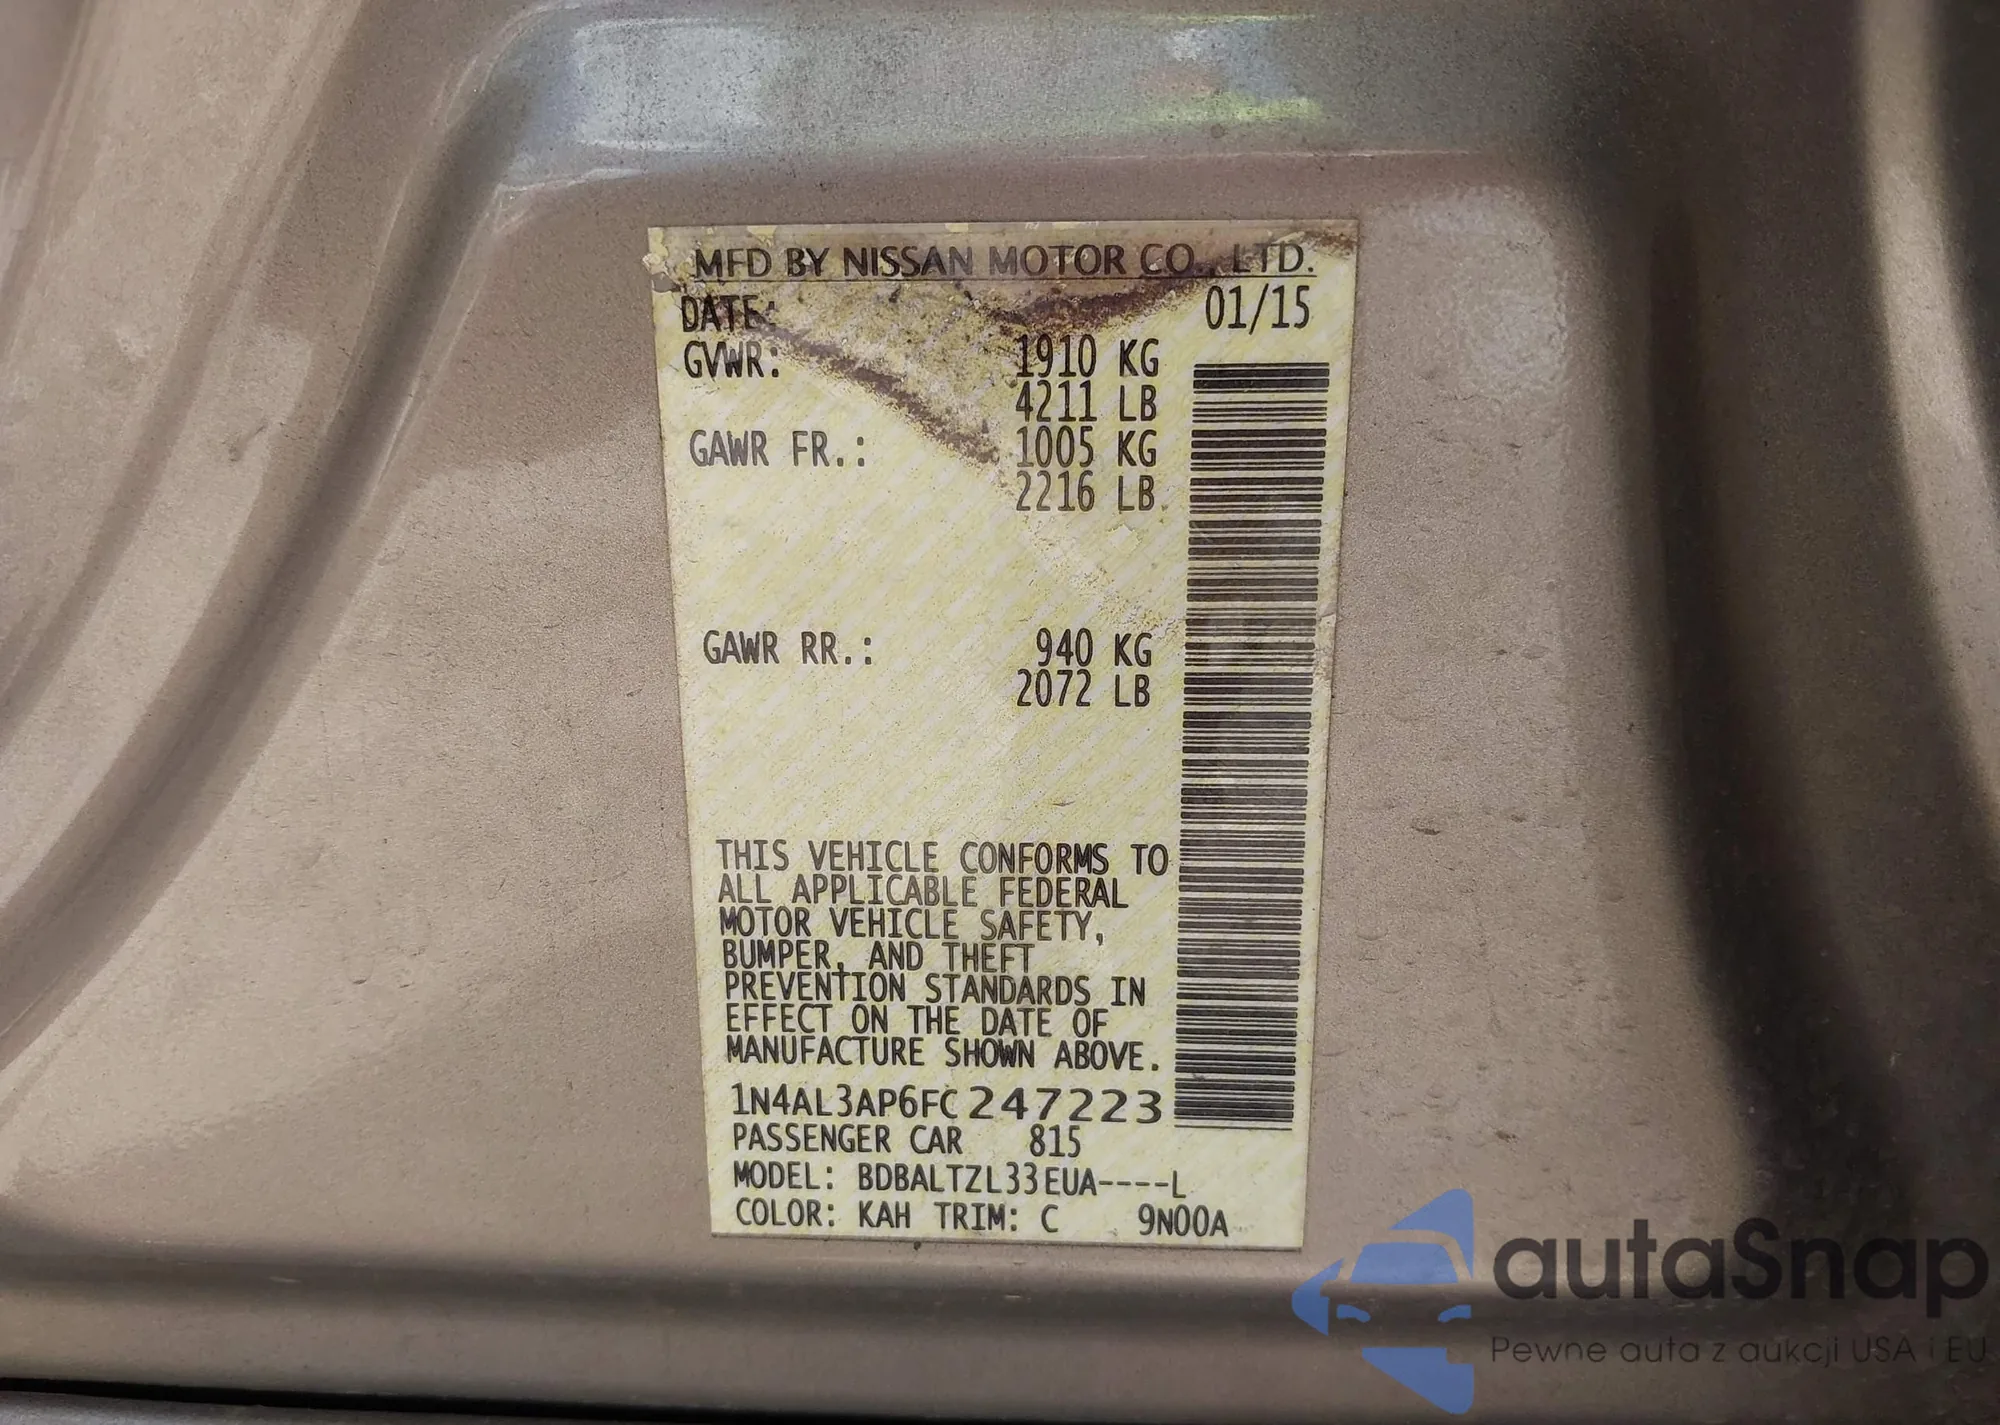 MFD BY NISSAN MOTOR CO., LTD.
DATE: 01/15
GVWR: 1910 KG
4211 LB
GAWR FR.: 1005 KG
2216 LB
GAWR RR.: 940 KG
2072 LB
THIS VEHICLE CONFORMS TO
ALL APPLICABLE FEDERAL
MOTOR VEHICLE SAFETY,
BUMPER, AND THEFT
PREVENTION STANDARDS IN
EFFECT ON THE DATE OF
MANUFACTURE SHOWN ABOVE.
1N4AL3AP6FC247223
PASSENGER CAR 815
MODEL: BDBALTZL33EUA----L
COLOR: KAH TRIM: C 9N00A
autaSnap
Pewne auta z aukcji USA i EU